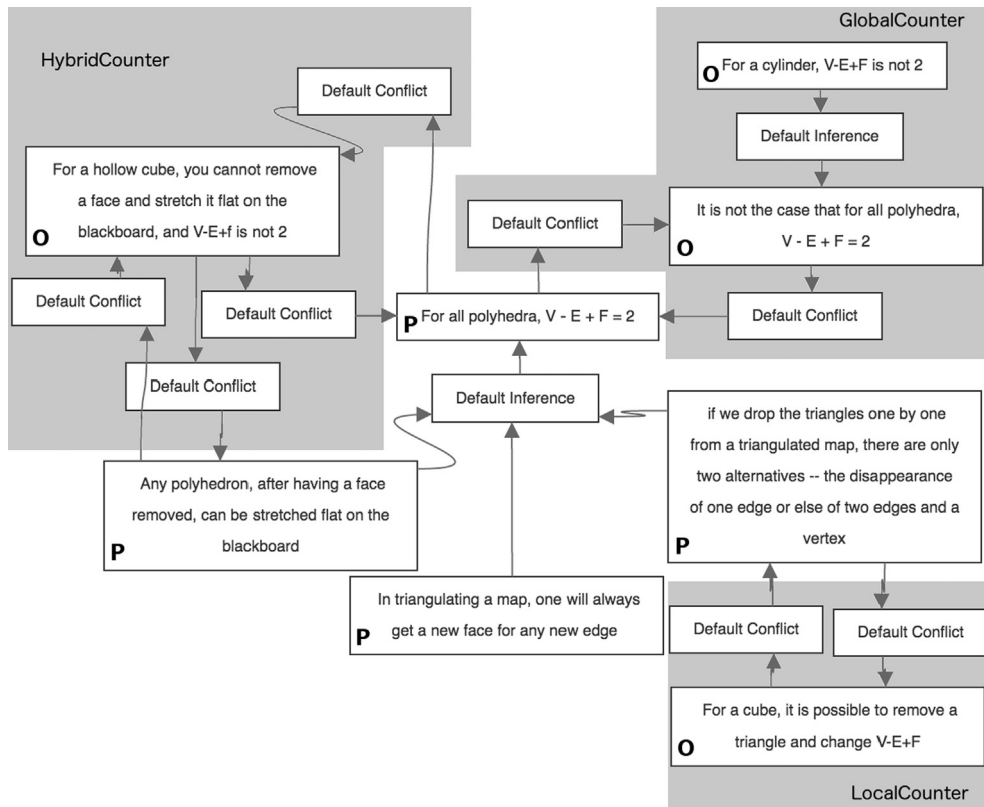 HybridCounter
GlobalCounter
Default Conflict
O For a cylinder, V-E+F is not 2
Default Inference
For a hollow cube, you cannot remove
a face and stretch it flat on the
blackboard, and V-E+f is not 2
O
Default Conflict
It is not the case that for all polyhedra,
V - E + F = 2
O
Default Conflict
Default Conflict
P For all polyhedra, V - E + F = 2
Default Conflict
Default Conflict
Default Inference
if we drop the triangles one by one
from a triangulated map, there are only
two alternatives -- the disappearance
of one edge or else of two edges and a
vertex
P
Any polyhedron, after having a face
removed, can be stretched flat on the
blackboard
P
In triangulating a map, one will always
get a new face for any new edge
P
Default Conflict
Default Conflict
For a cube, it is possible to remove a
triangle and change V-E+F
O
LocalCounter